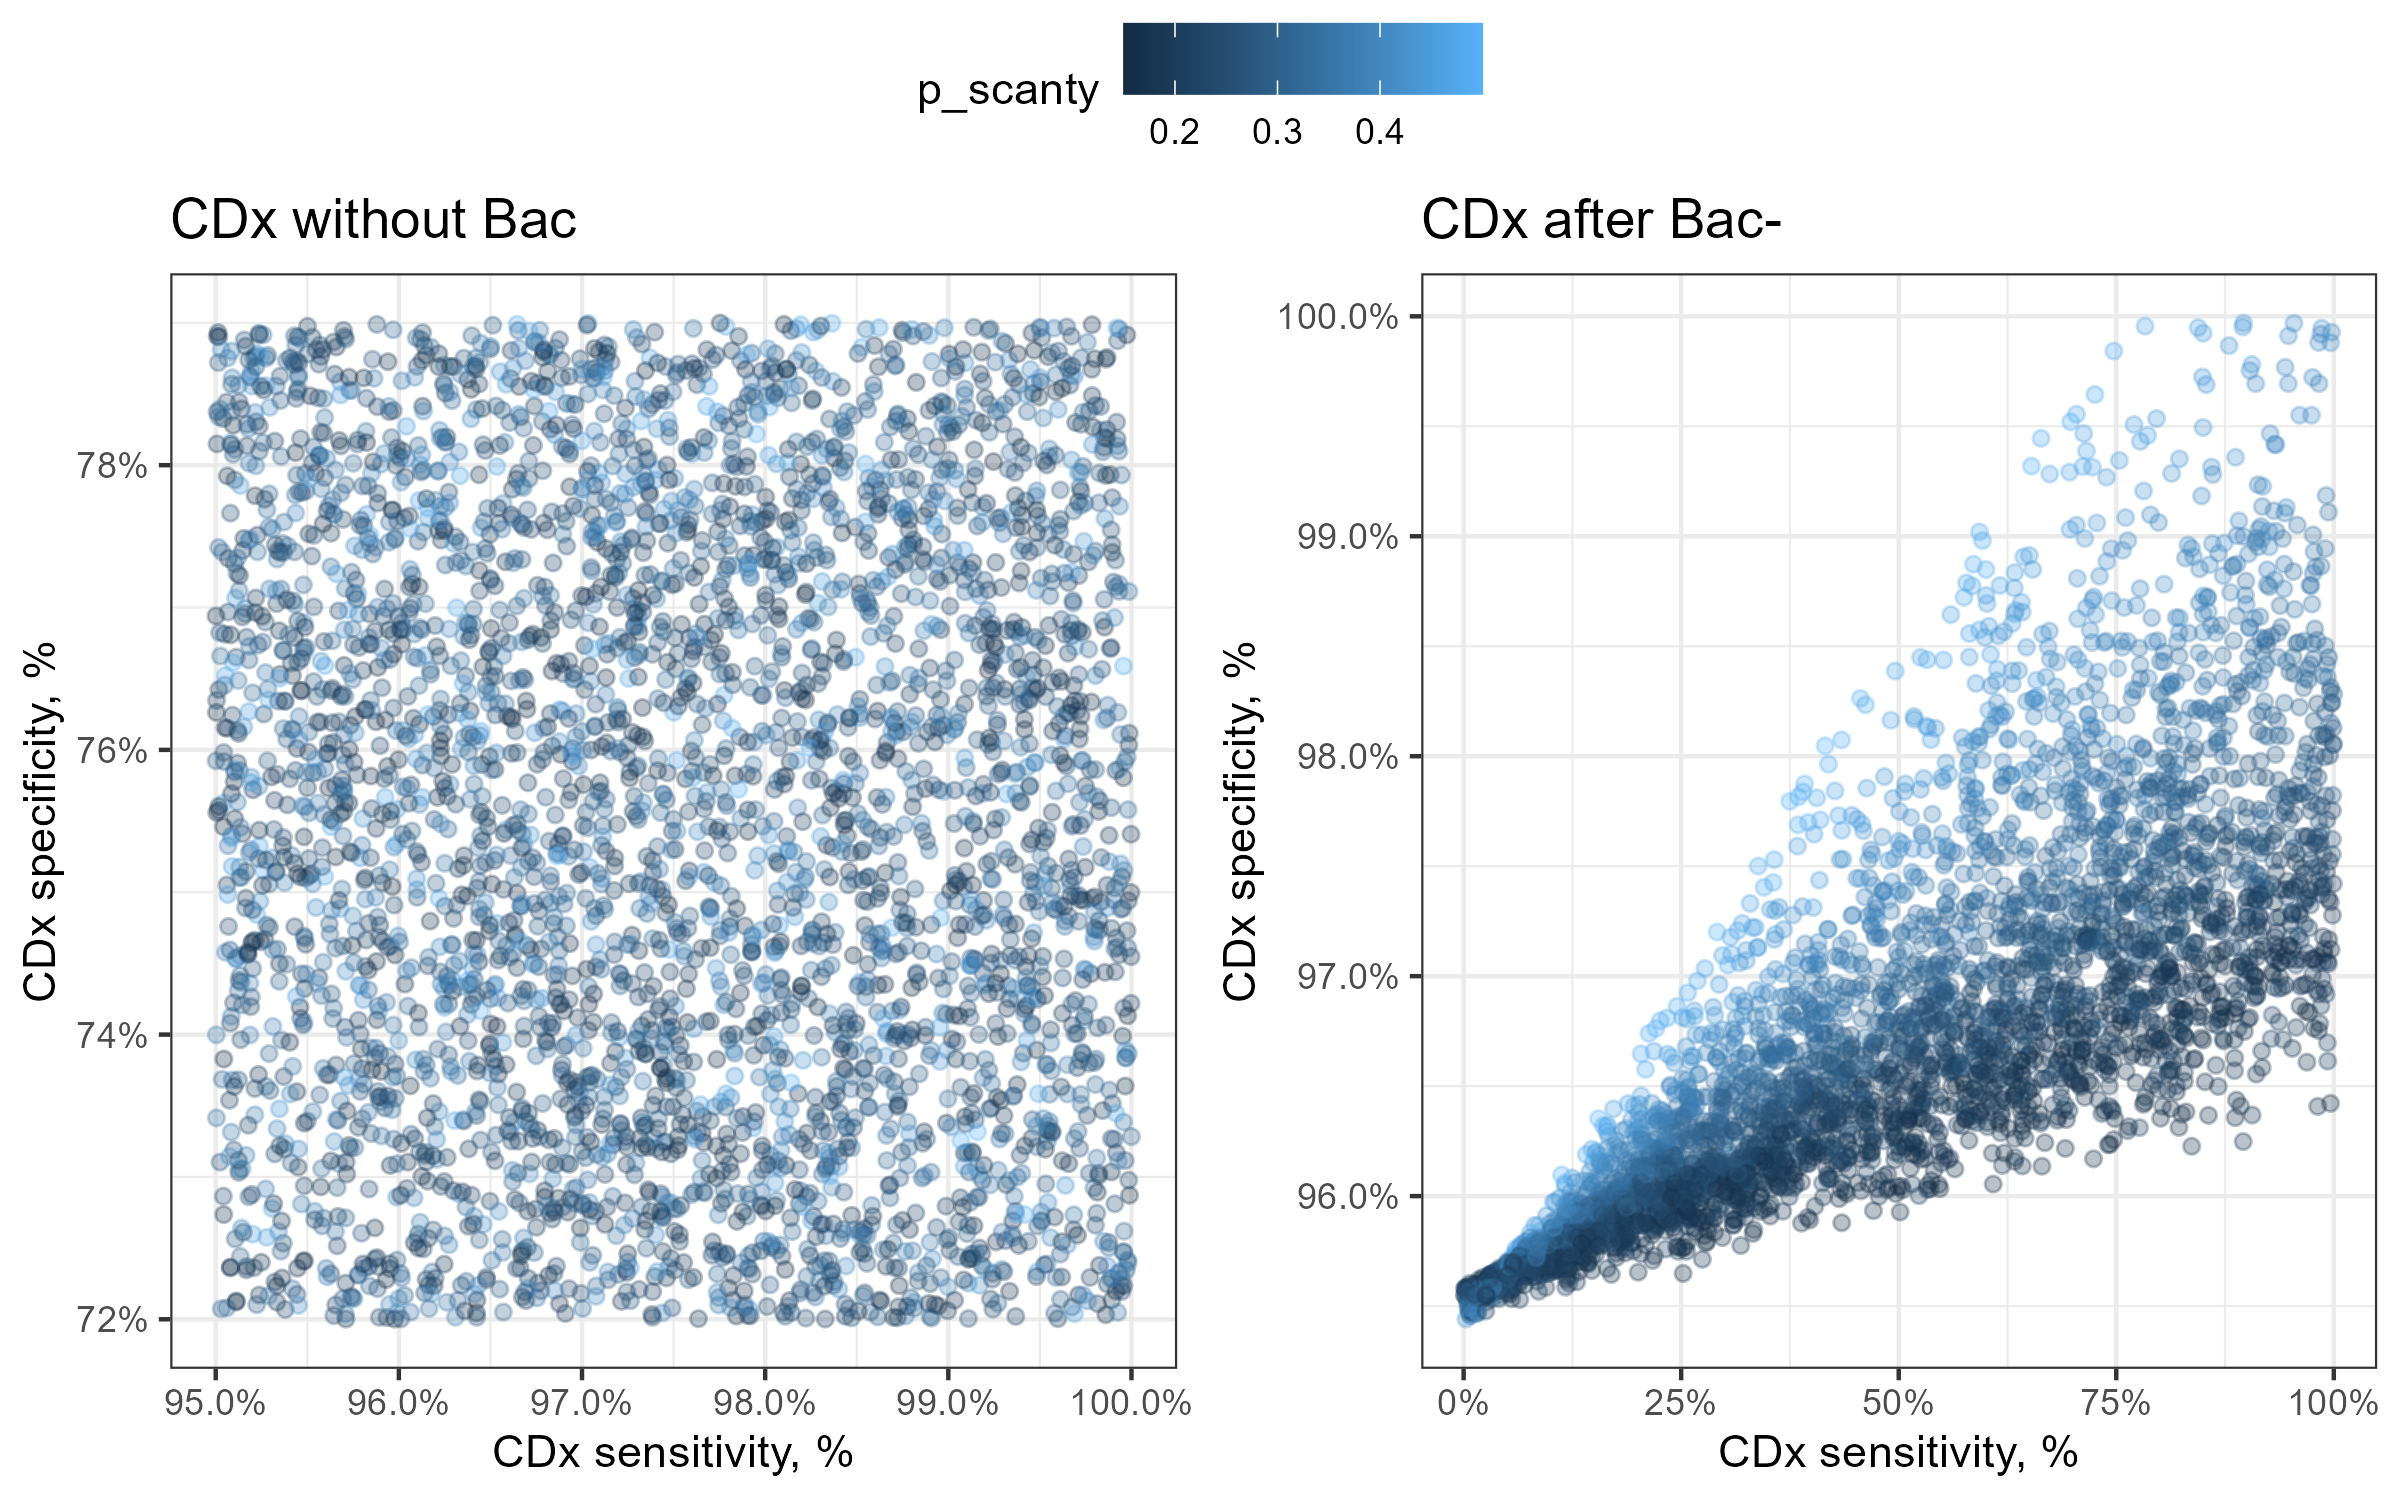 p_scanty
0.2 0.3 0.4
CDx without Bac
CDx specificity, %
78%
76%
74%
72%
95.0% 96.0% 97.0% 98.0% 99.0% 100.0%
CDx sensitivity, %
CDx after Bac-
CDx specificity, %
100.0%
99.0%
98.0%
97.0%
96.0%
0% 25% 50% 75% 100%
CDx sensitivity, %